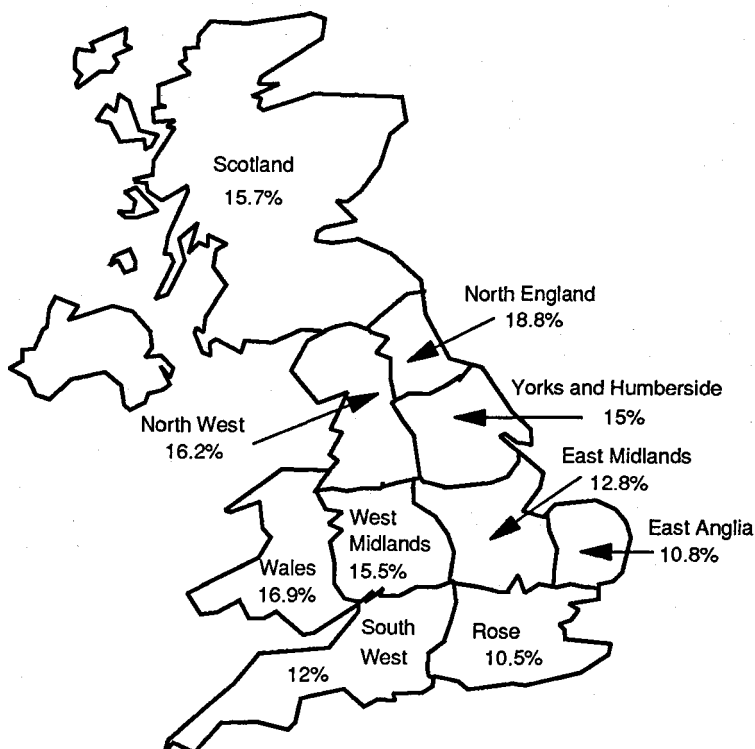 Scotland
15.7%
North England
18.8%
Yorks and Humberside
15%
North West
16.2%
East Midlands
12.8%
East Anglia
10.8%
West
Midlands
15.5%
Wales
16.9%
South
West
12%
Rose
10.5%